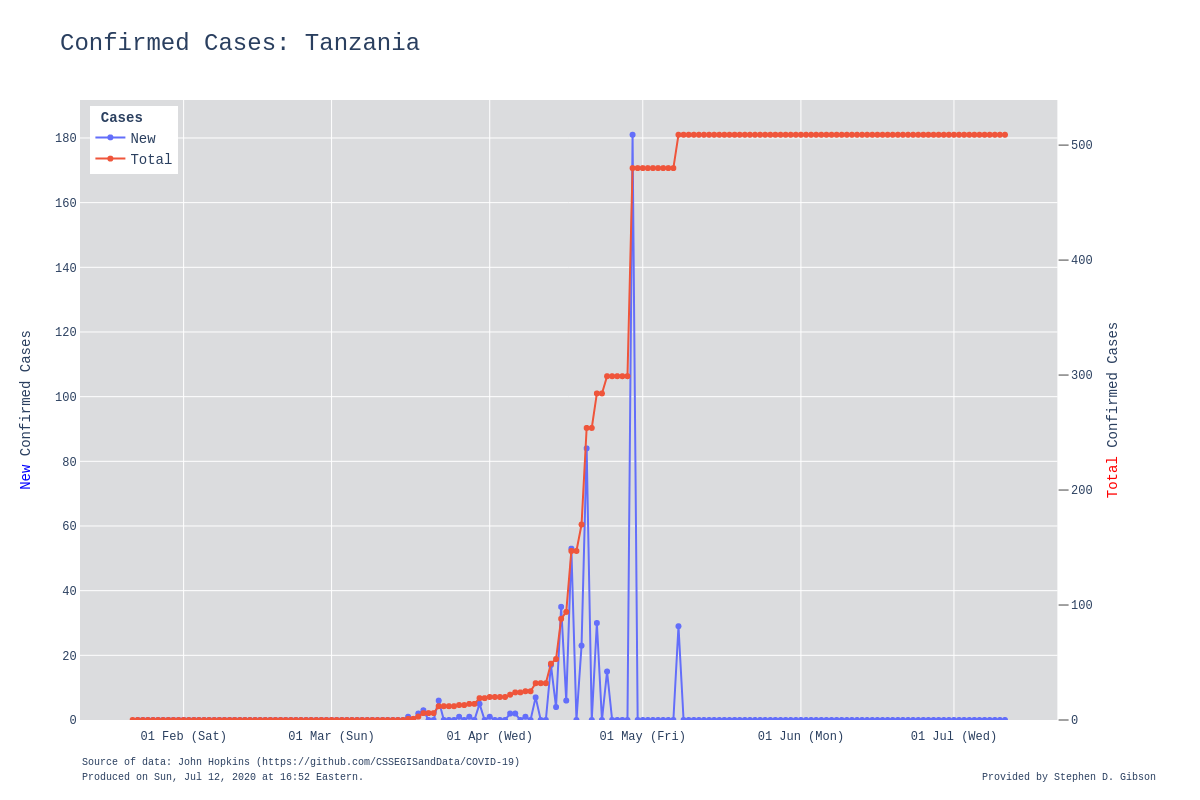 Confirmed Cases: Tanzania
Cases
New
Total
180
160
140
120
100
80
60
40
20
0
500
400
300
200
100
0
New Confirmed Cases
Total Confirmed Cases
01 Feb (Sat) 01 Mar (Sun) 01 Apr (Wed) 01 May (Fri) 01 Jun (Mon) 01 Jul (Wed)
Source of data: John Hopkins (https://github.com/CSSEGISandData/COVID-19)
Produced on Sun, Jul 12, 2020 at 16:52 Eastern.
Provided by Stephen D. Gibson